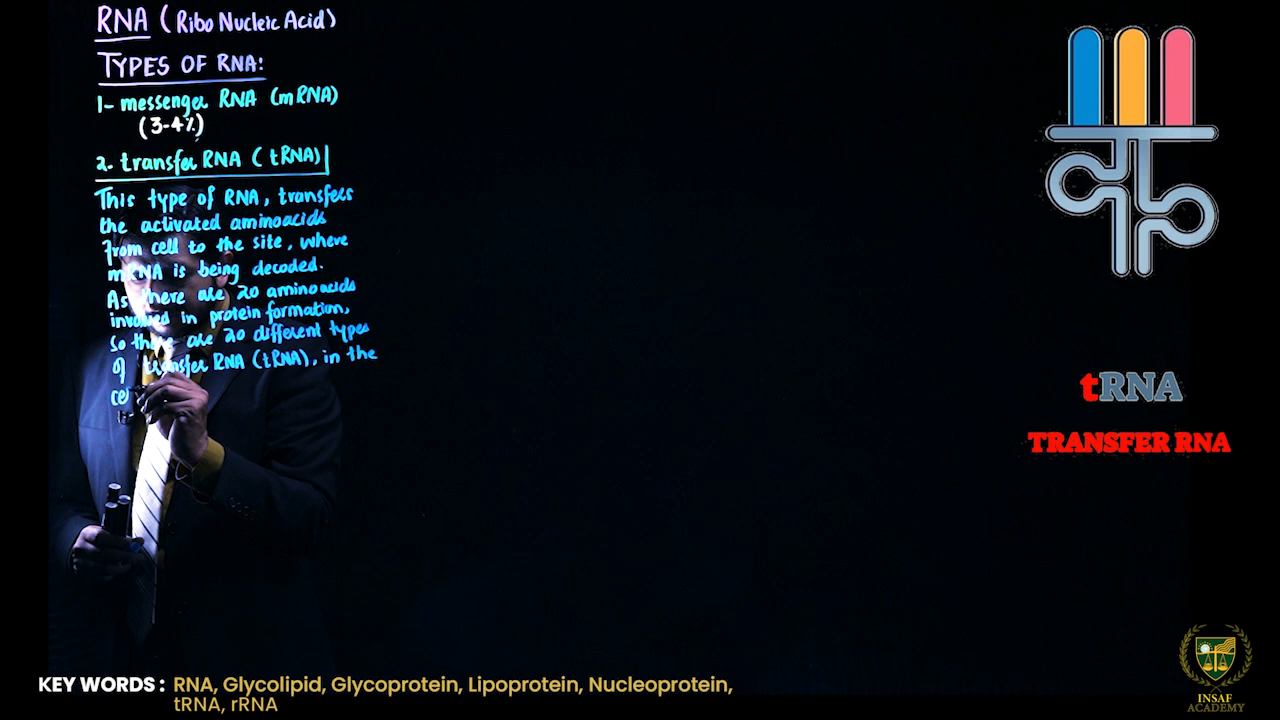 RNA (Ribo Nucleic Acid)
TYPES OF RNA:
1- messenger RNA (mRNA)
(3-4%)
2. transfer RNA (tRNA)
This type of RNA, transfers
the activated aminoacids
from cell to the site, where
mRNA is being decoded.
As there are 20 aminoacids
involved in protein formation,
so there are 20 different types
of transfer RNA (tRNA), in the
ce
tRNA
TRANSFER RNA
KEY WORDS: RNA, Glycolipid, Glycoprotein, Lipoprotein, Nucleoprotein,
tRNA, rRNA
INSAF
ACADEMY